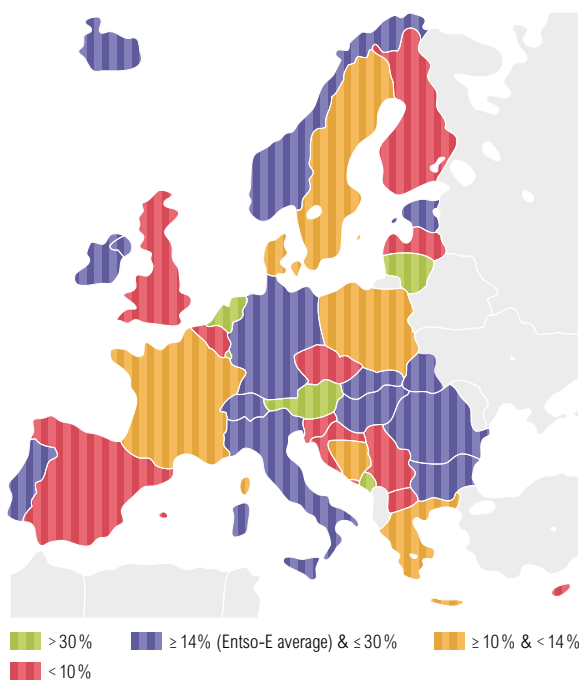 > 30 % ≥ 14% (Entso-E average) & ≤ 30 % ≥ 10 % & < 14 %
< 10 %